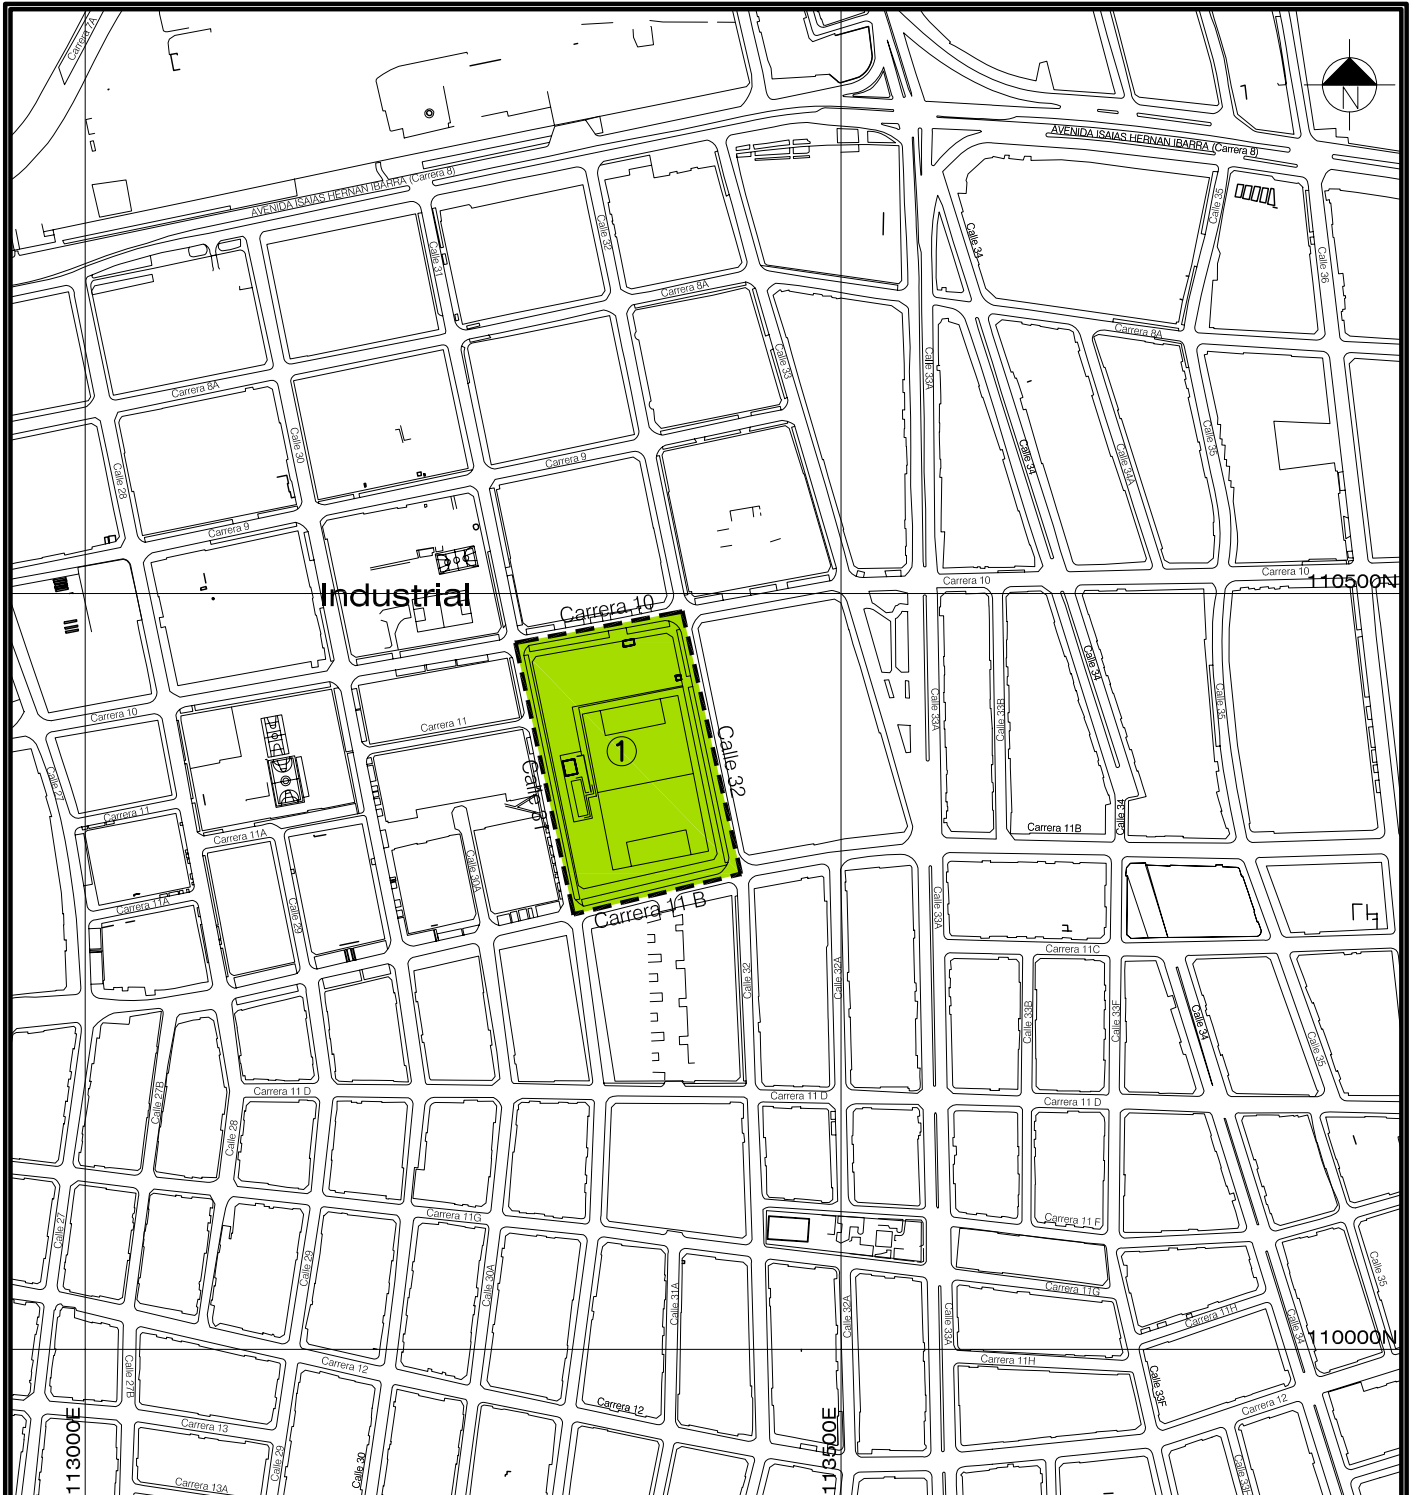 Carrera 7A
N
AVENIDA ISAIAS HERNAN IBARRA (Carrera 8)
AVENIDA ISAIAS HERNAN IBARRA (Carrera 8)
Calle 35
Calle 32
Calle 34
Calle 31
Calle 36
Carrera 8A
Carrera 8A
Calle 33
Calle 33A
Carrera 8A
Calle 30
Calle 35
Carrera 9
Calle 34
Calle 34A
Calle 28
Carrera 9
Carrera 10
Carrera 10
110500N
Industrial
Carrera 10
Calle 34
Calle 33A
Calle 33B
Calle 35
Carrera 10
Carrera 11
1
Calle 32
Calle 27
Carrera 11
Calle 34
Carrera 11B
Carrera 11A
Calle 30A
Calle 33A
Carrera 11A
Calle 29
Carrera 11 B
Carrera 11C
Calle 32
Calle 32A
Calle 33B
Calle 33F
Calle 34
Calle 35
Carrera 11 D
Carrera 11 D
Carrera 11 D
Calle 27B
Calle 28
Carrera 11G
Carrera 11 F
Calle 27
Calle 29
Calle 30A
Calle 31A
Calle 32A
Calle 35
Carrera 11G
Calle 33A
Carrera 11H
Calle 34
110000N
Carrera 11H
Carrera 12
Calle 27B
Carrera 12
Calle 33F
Carrera 12
Carrera 13
113000E
113500E
Calle 29
Calle 30
Carrera 13A